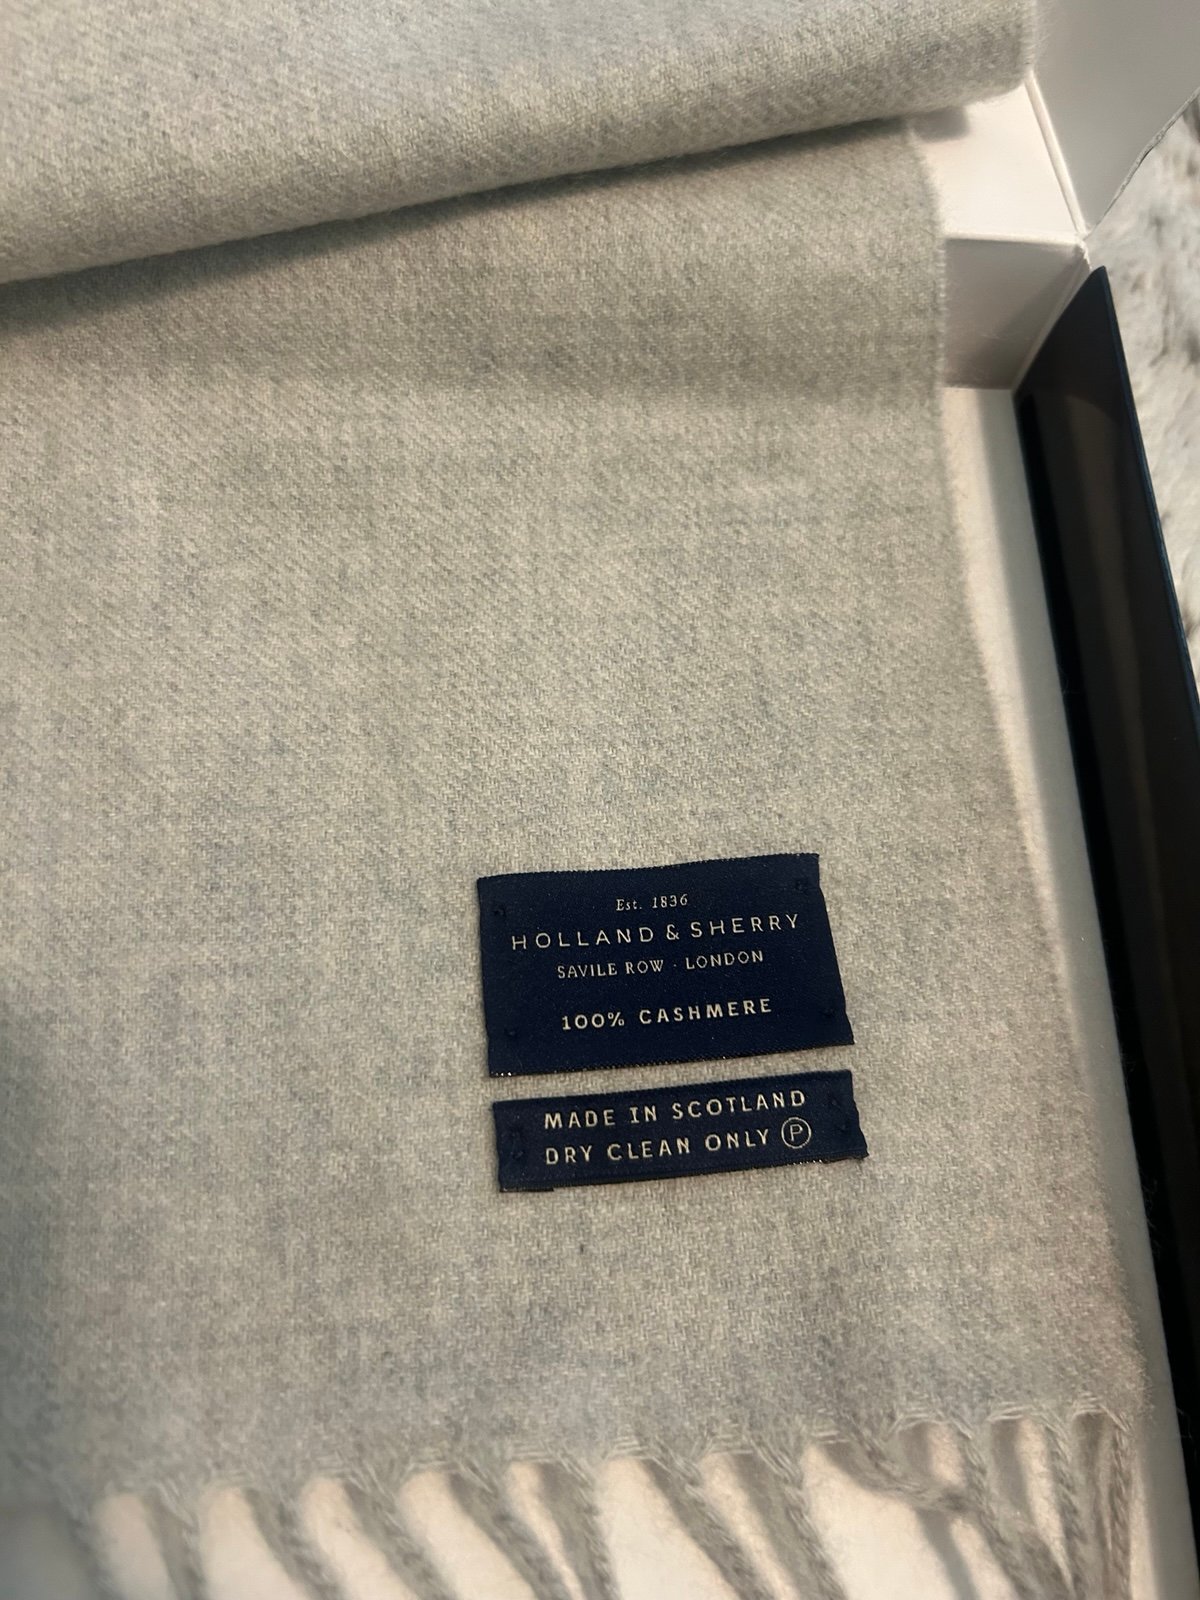 Est. 1836
HOLLAND & SHERRY
SAVILE ROW · LONDON
100% CASHMERE
MADE IN SCOTLAND
DRY CLEAN ONLY Ⓟ